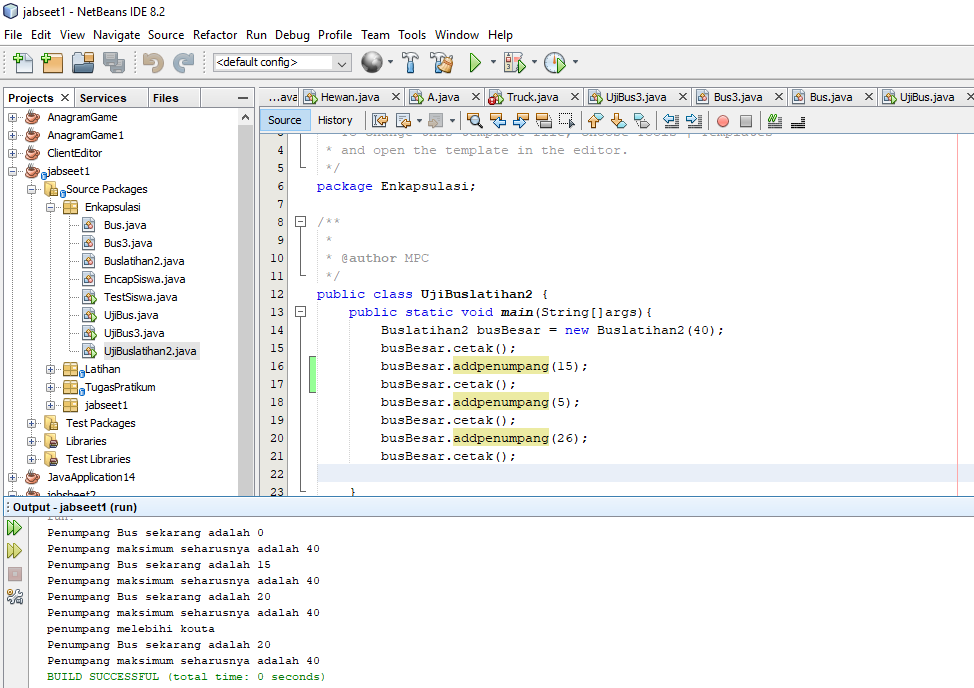 jabseet1 - NetBeans IDE 8.2
File Edit View Navigate Source Refactor Run Debug Profile Team Tools Window Help
<default config>
Projects Services Files
AnagramGame
AnagramGame1
ClientEditor
jabseet1
Source Packages
Enkapsulasi
Bus.java
Bus3.java
Buslatihan2.java
EncapSiswa.java
TestSiswa.java
UjiBus.java
UjiBus3.java
UjiBuslatihan2.java
Latihan
TugasPratikum
jabseet1
Test Packages
Libraries
Test Libraries
JavaApplication14
jobsheet2
...ava Hewan.java A.java Truck.java UjiBus3.java Bus3.java Bus.java UjiBus.java
Source History
3 * To change this template file, choose Tools | Templates
4 * and open the template in the editor.
5 */
6 package Enkapsulasi;
7
8 /**
9 *
10 * @author MPC
11 */
12 public class UjiBuslatihan2 {
13 public static void main(String[]args){
14 Buslatihan2 busBesar = new Buslatihan2(40);
15 busBesar.cetak();
16 busBesar.addpenumpang(15);
17 busBesar.cetak();
18 busBesar.addpenumpang(5);
19 busBesar.cetak();
20 busBesar.addpenumpang(26);
21 busBesar.cetak();
22
23 }
Output - jabseet1 (run)
run:
Penumpang Bus sekarang adalah 0
Penumpang maksimum seharusnya adalah 40
Penumpang Bus sekarang adalah 15
Penumpang maksimum seharusnya adalah 40
Penumpang Bus sekarang adalah 20
Penumpang maksimum seharusnya adalah 40
penumpang melebihi kouta
Penumpang Bus sekarang adalah 20
Penumpang maksimum seharusnya adalah 40
BUILD SUCCESSFUL (total time: 0 seconds)